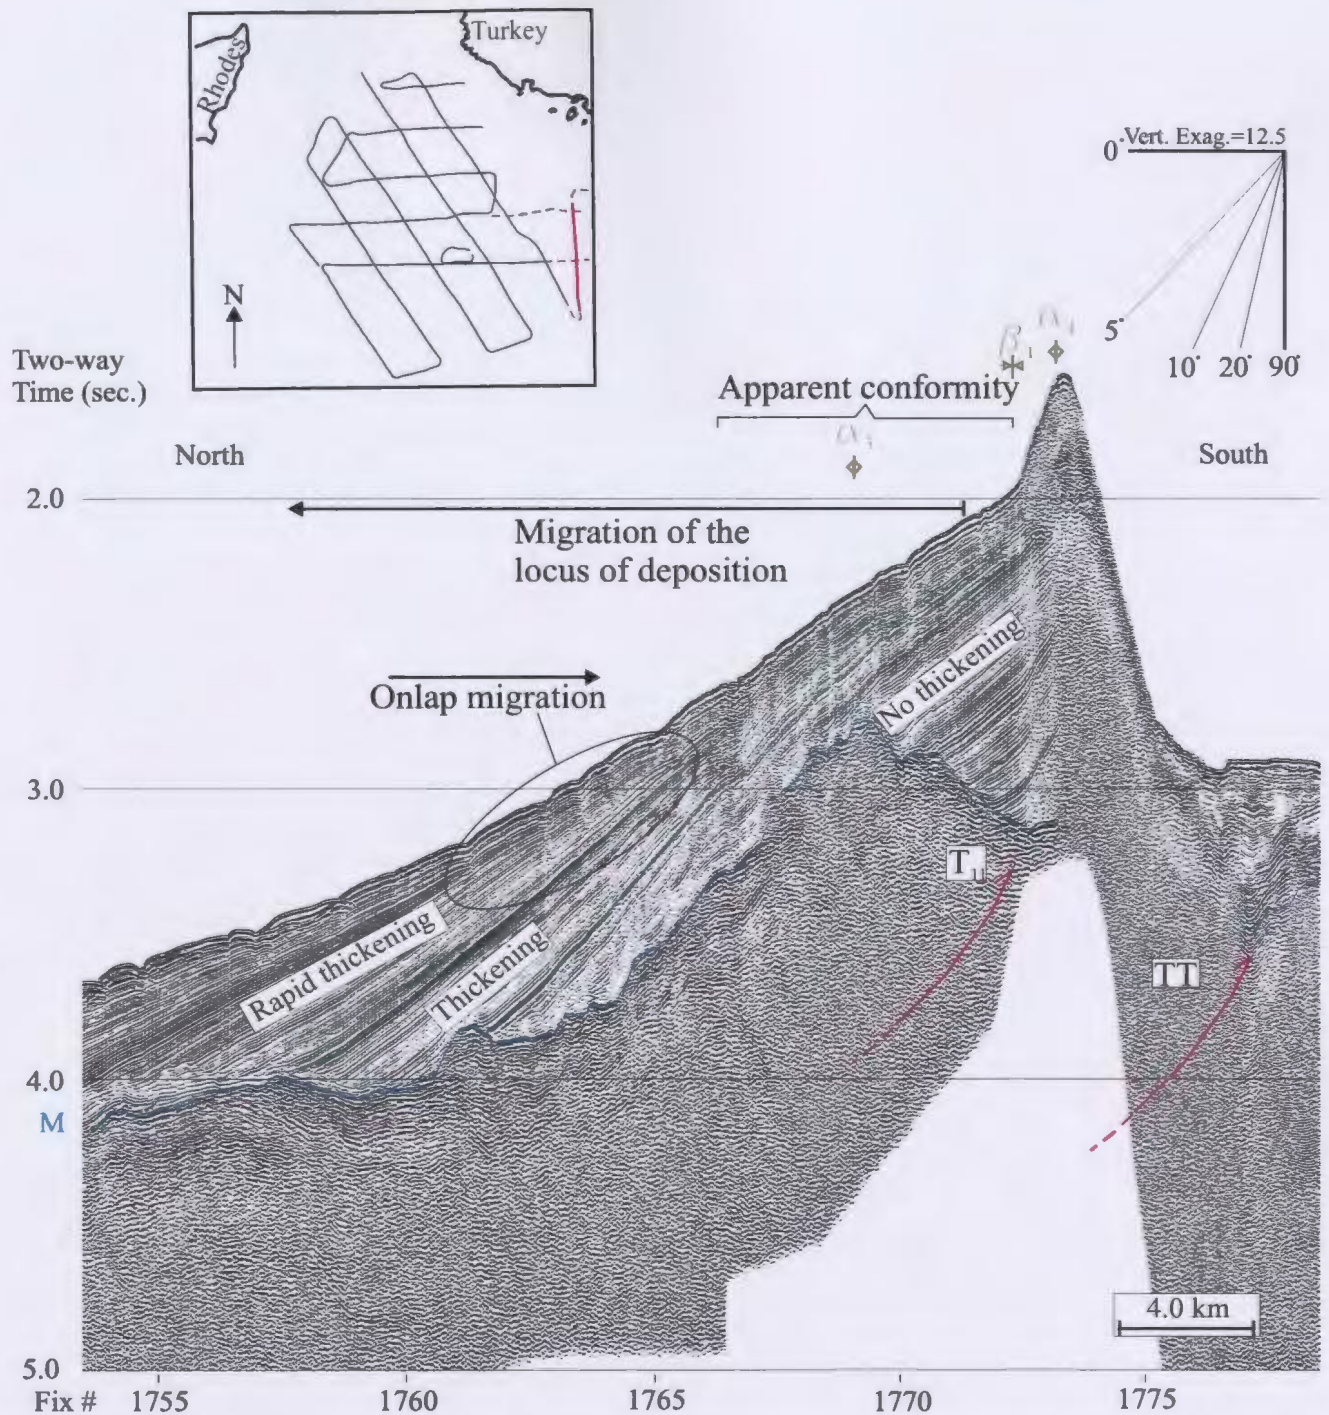 Turkey
Rhodes
N
Vert. Exag.=12.5
0°
5°
10° 20° 90°
Two-way
Time (sec.)
β1
Apparent conformity
North
South
2.0
Migration of the
locus of deposition
Onlap migration
No thickening
3.0
T11
Rapid thickening
Thickening
TT
4.0
M
4.0 km
5.0
Fix # 1755 1760 1765 1770 1775